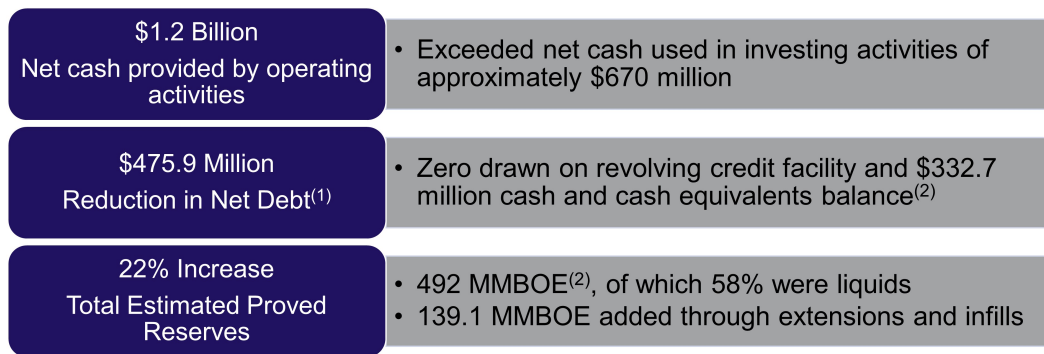 $1.2 Billion
Net cash provided by operating
activities
• Exceeded net cash used in investing activities of
approximately $670 million
$475.9 Million
Reduction in Net Debt(1)
• Zero drawn on revolving credit facility and $332.7
million cash and cash equivalents balance(2)
22% Increase
Total Estimated Proved
Reserves
• 492 MMBOE(2), of which 58% were liquids
• 139.1 MMBOE added through extensions and infills